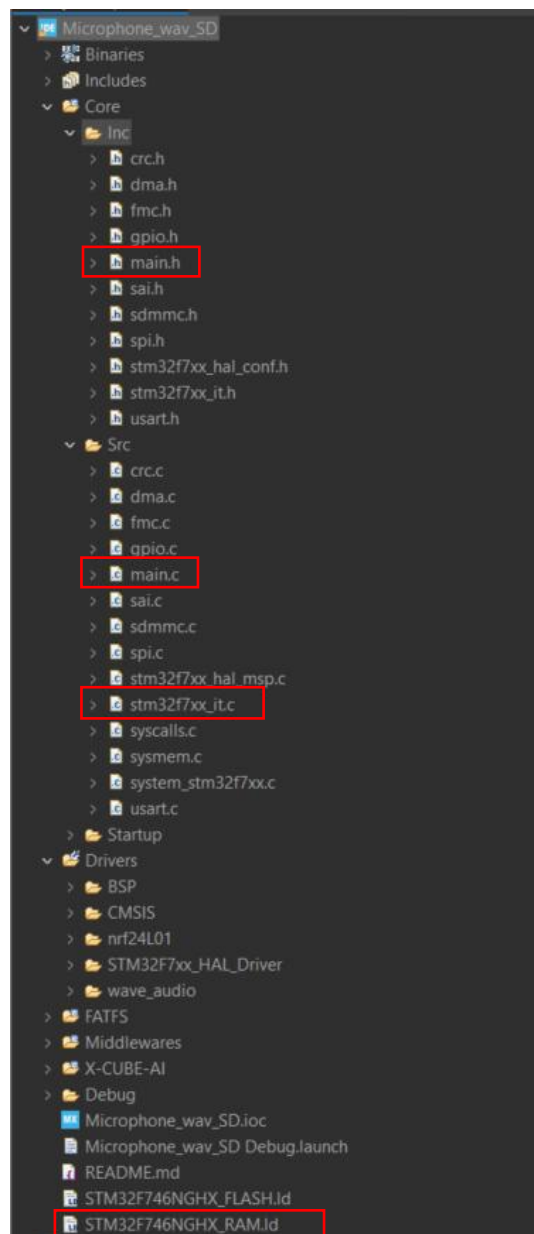 Microphone_wav_SD
Binaries
Includes
Core
Inc
crc.h
dma.h
fmc.h
gpio.h
main.h
sai.h
sdmmc.h
spi.h
stm32f7xx_hal_conf.h
stm32f7xx_it.h
usart.h
Src
crc.c
dma.c
fmc.c
gpio.c
main.c
sai.c
sdmmc.c
spi.c
stm32f7xx_hal_msp.c
stm32f7xx_it.c
syscalls.c
sysmem.c
system_stm32f7xx.c
usart.c
Startup
Drivers
BSP
CMSIS
nrf24L01
STM32F7xx_HAL_Driver
wave_audio
FATFS
Middlewares
X-CUBE-AI
Debug
Microphone_wav_SD.ioc
Microphone_wav_SD Debug.launch
README.md
STM32F746NGHX_FLASH.ld
STM32F746NGHX_RAM.ld